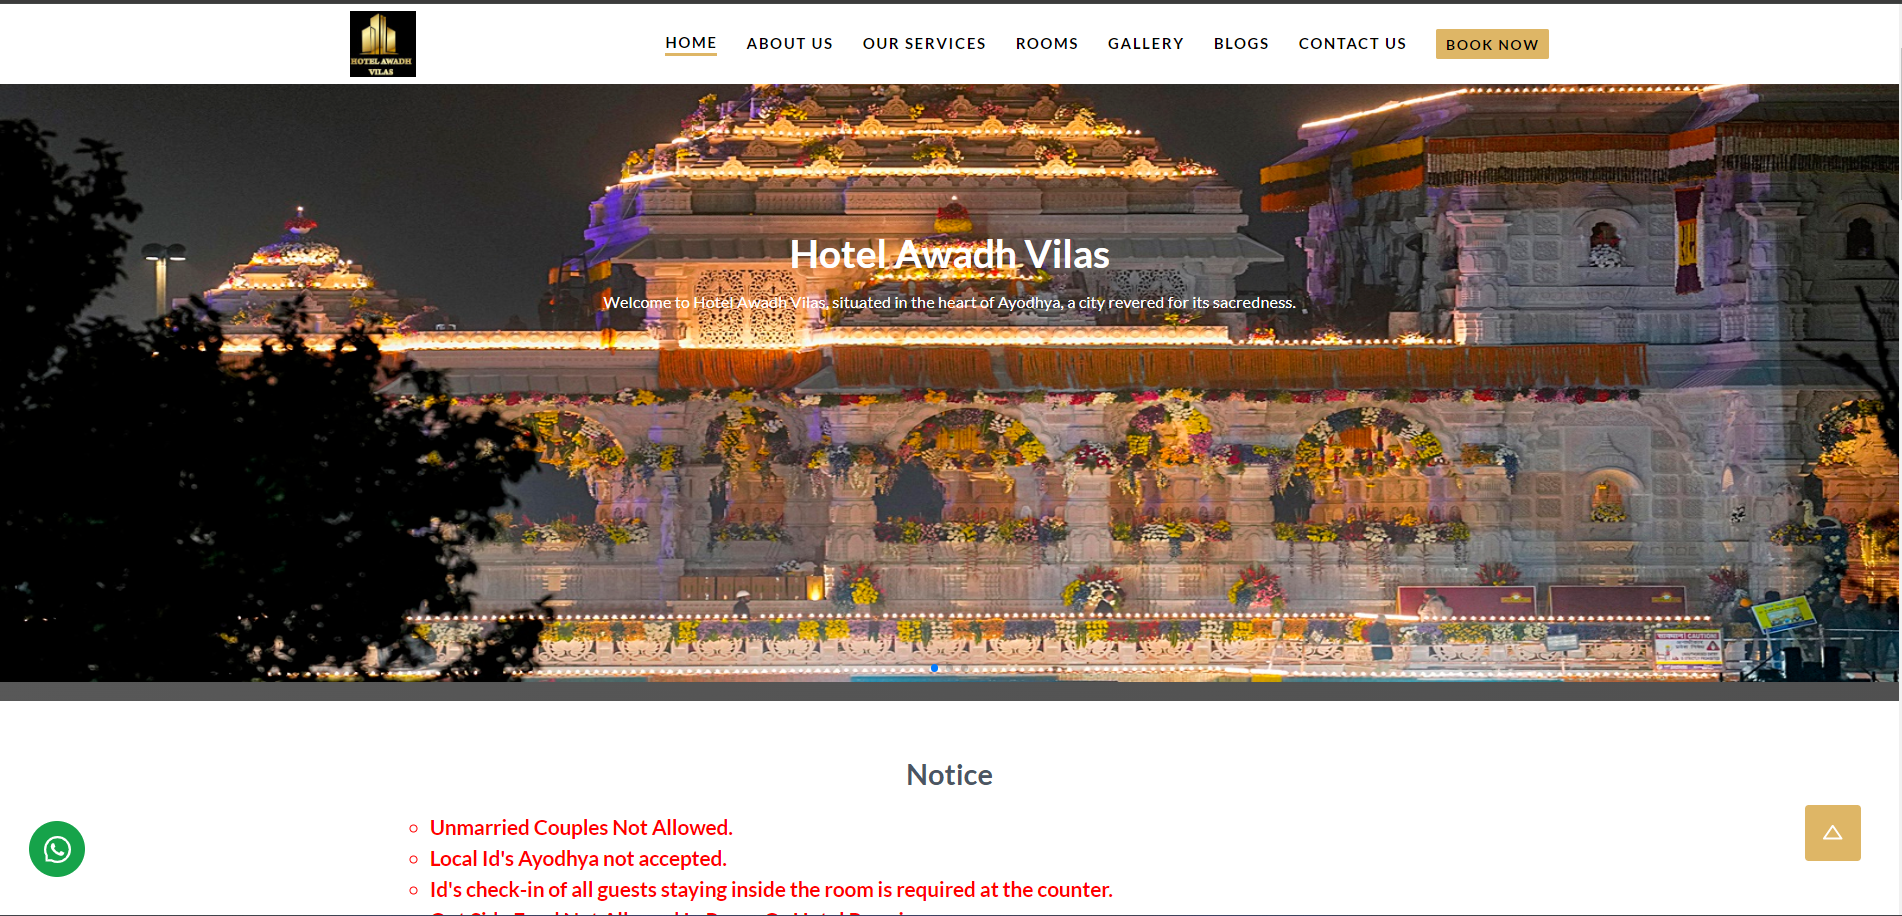 HOTEL AWADH
VILAS
HOME
ABOUT US
OUR SERVICES
ROOMS
GALLERY
BLOGS
CONTACT US
BOOK NOW
Hotel Awadh Vilas
Welcome to Hotel Awadh Vilas, situated in the heart of Ayodhya, a city revered for its sacredness.
CAUTION!
Notice
Unmarried Couples Not Allowed.
Local Id's Ayodhya not accepted.
Id's check-in of all guests staying inside the room is required at the counter.